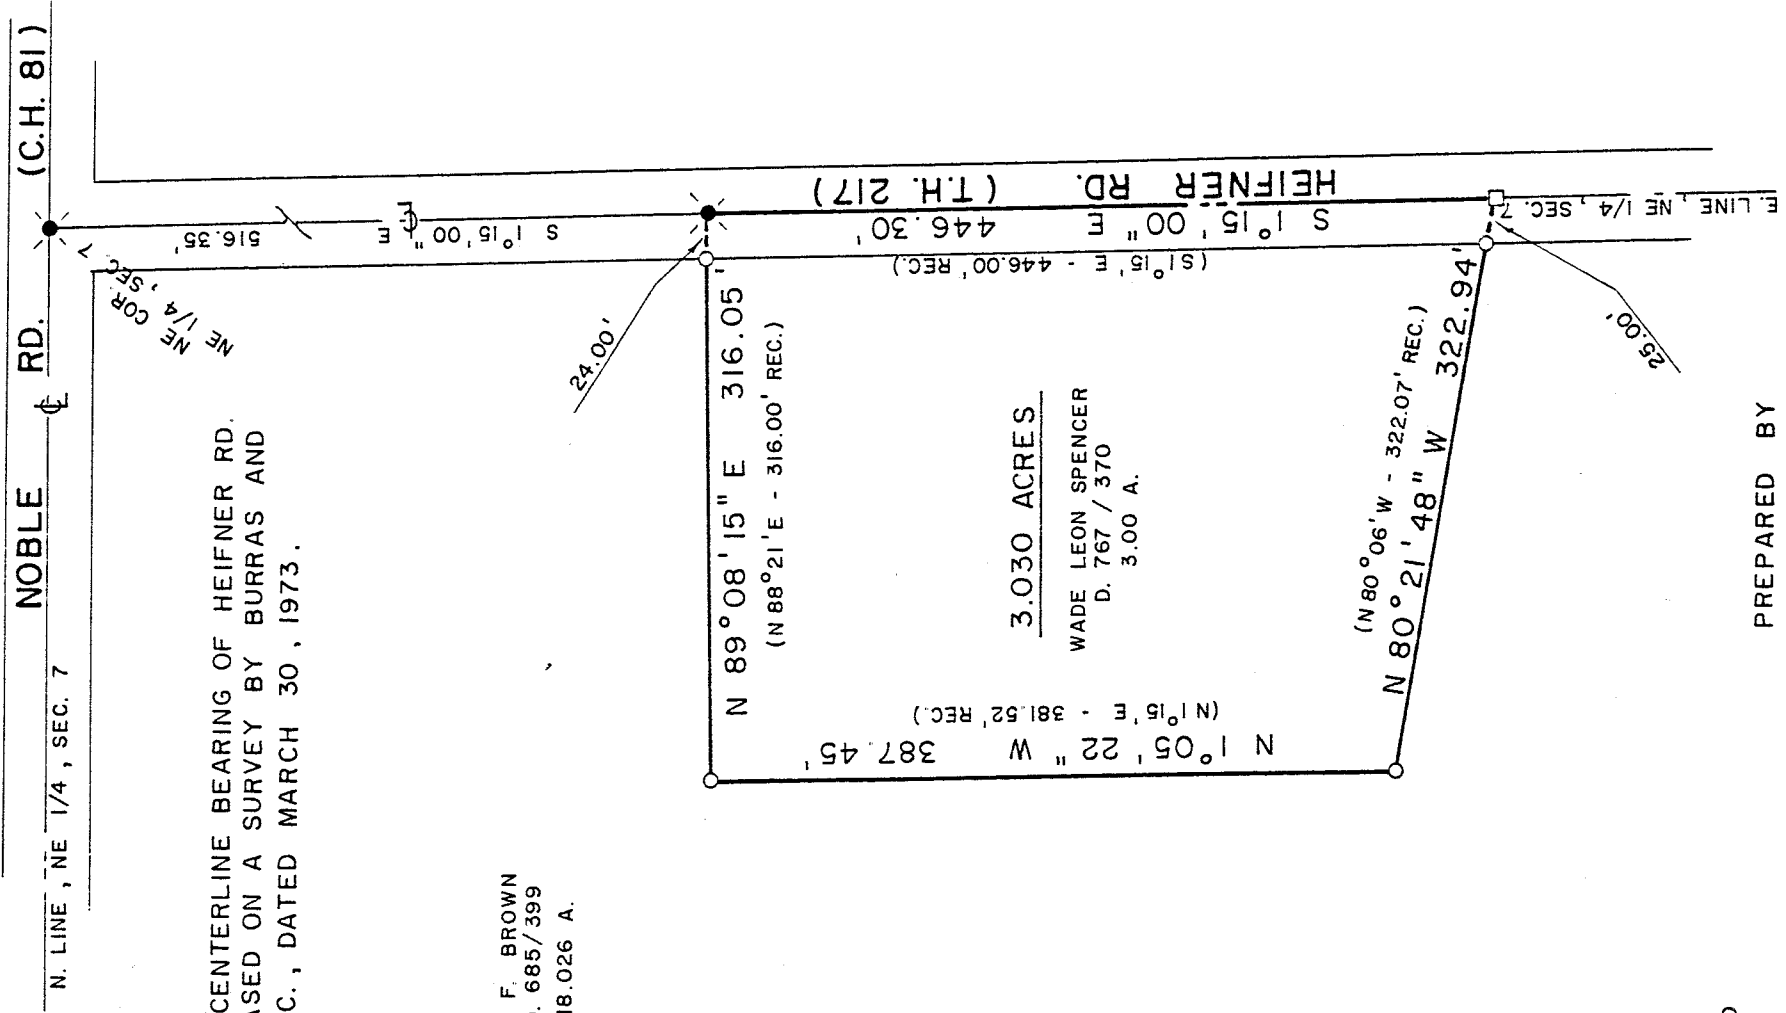 NOBLE RD. (C.H. 81)
N. LINE, NE 1/4, SEC. 7
NE COR.
NE 1/4, SEC. 7
CENTERLINE BEARING OF HEIFNER RD.
ASED ON A SURVEY BY BURRAS AND
C., DATED MARCH 30, 1973.
F. BROWN
. 685/399
18.026 A.
516.35'
S 1°15'00" E
HEIFNER RD. (T.H. 217)
S 1°15'00" E 446.30'
(S 1°15' E - 446.00' REC.)
E. LINE, NE 1/4, SEC. 7
24.00'
N 89°08'15" E 316.05'
(N 88°21' E - 316.00' REC.)
3.030 ACRES
WADE LEON SPENCER
D. 767 / 370
3.00 A.
N 1°05'22" W 387.45'
(N 1°15' E - 381.52' REC.)
(N 80°06' W - 322.07' REC.)
N 80°21'48" W 322.94'
25.00'
PREPARED BY